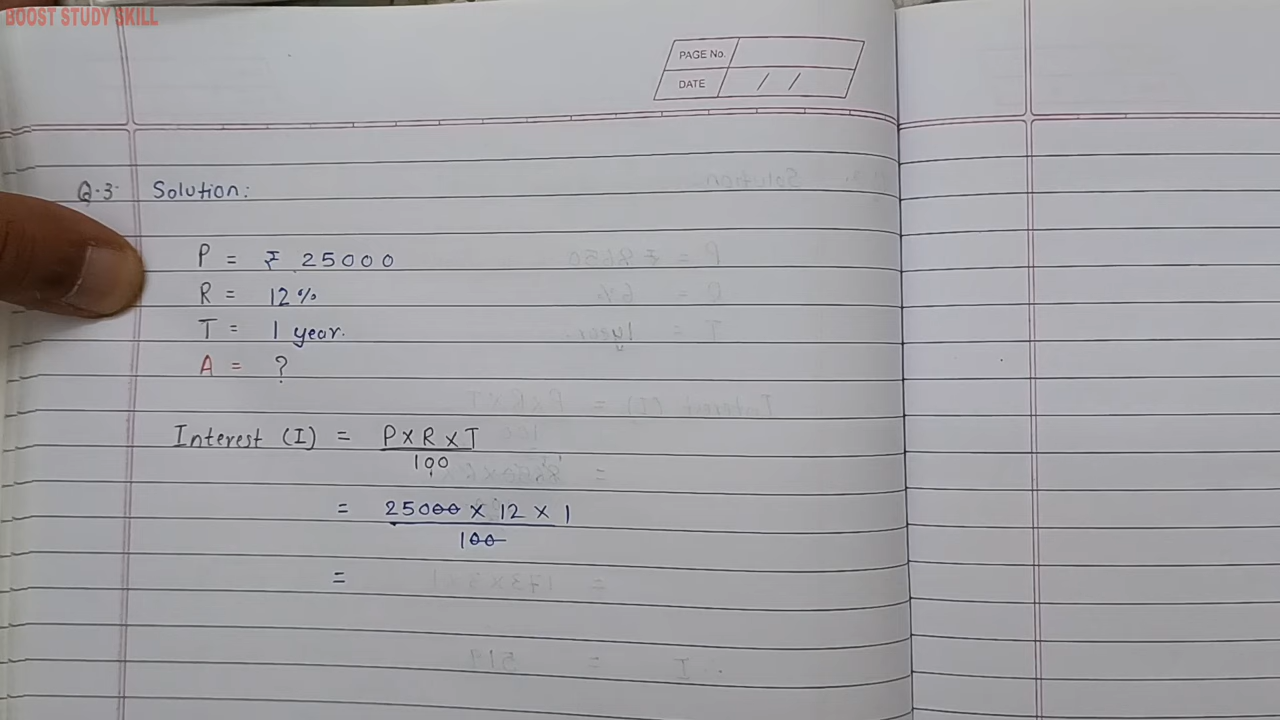 BOOST STUDY SKILL
PAGE No.
DATE / /
Q.3. Solution:
P = ₹ 25000
R = 12%
T = 1 year.
A = ?
Interest (I) = P×R×T
100
= 25000 × 12 × 1
100
=